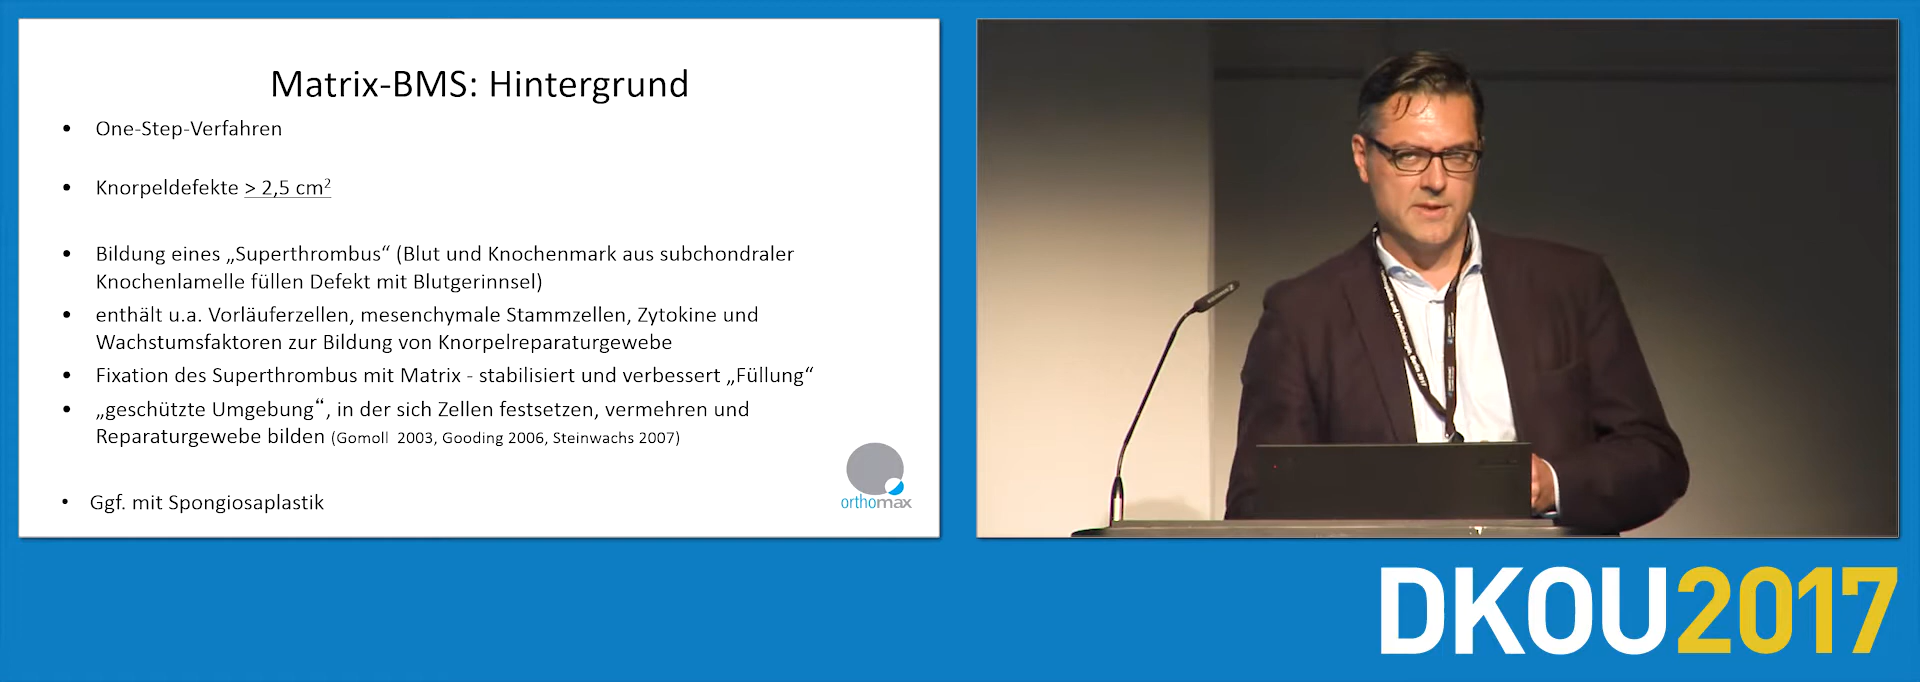 Matrix-BMS: Hintergrund
• One-Step-Verfahren
• Knorpeldefekte > 2,5 cm²
• Bildung eines „Superthrombus“ (Blut und Knochenmark aus subchondraler
Knochenlamelle füllen Defekt mit Blutgerinnsel)
• enthält u.a. Vorläuferzellen, mesenchymale Stammzellen, Zytokine und
Wachstumsfaktoren zur Bildung von Knorpelreparaturgewebe
• Fixation des Superthrombus mit Matrix - stabilisiert und verbessert „Füllung“
• „geschützte Umgebung“, in der sich Zellen festsetzen, vermehren und
Reparaturgewebe bilden (Gomoll 2003, Gooding 2006, Steinwachs 2007)
• Ggf. mit Spongiosaplastik
orthomax
DKOU2017